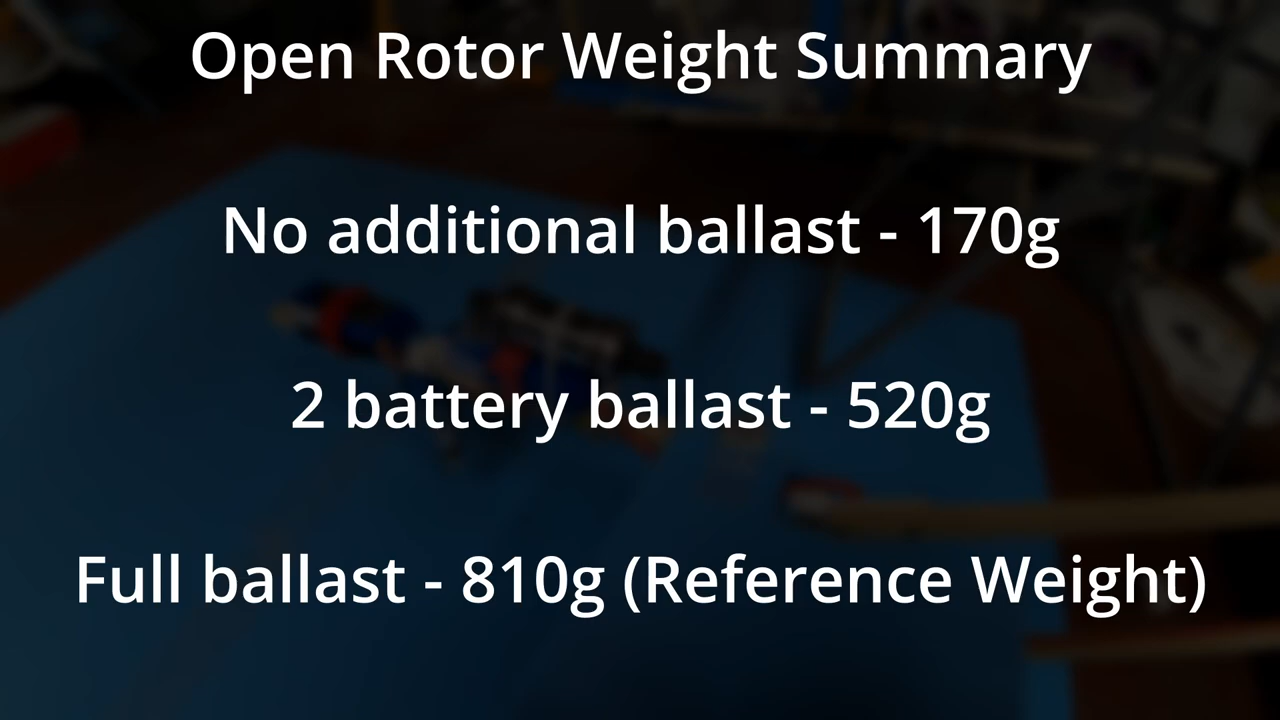 Open Rotor Weight Summary
No additional ballast - 170g
2 battery ballast - 520g
Full ballast - 810g (Reference Weight)